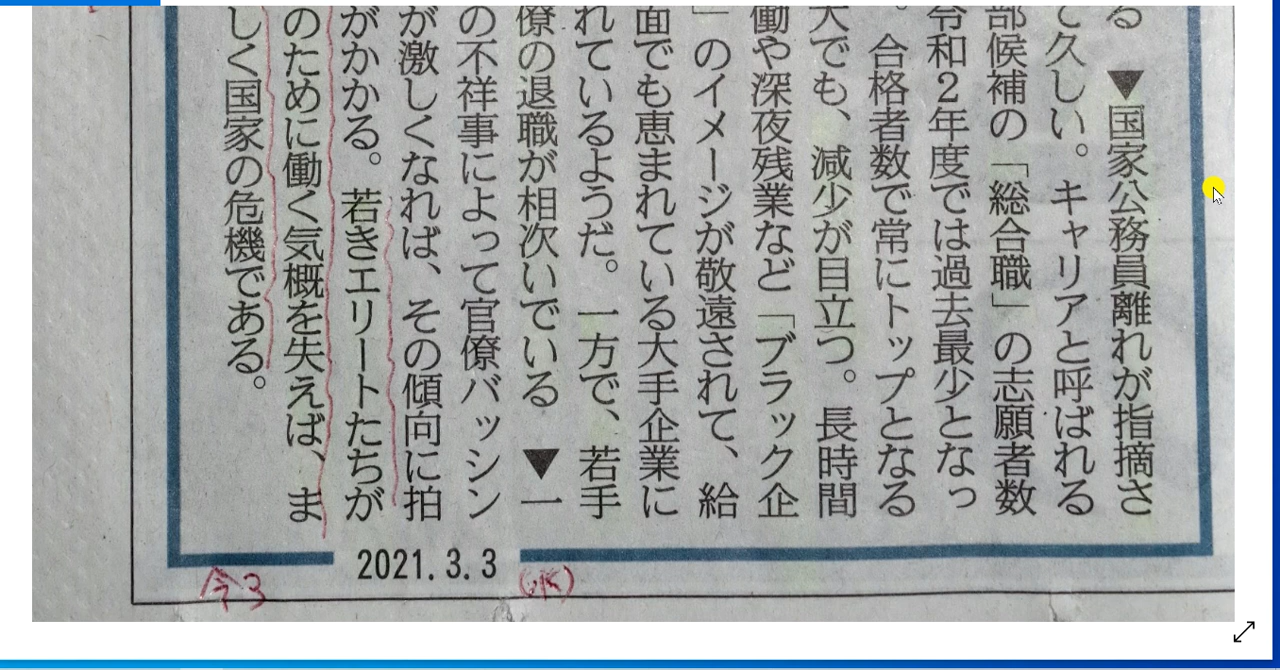 る　▼国家公務員離れが指摘さ
て久しい。キャリアと呼ばれる
部候補の「総合職」の志願者数
令和２年度では過去最少となっ
。合格者数で常にトップとなる
大でも、減少が目立つ。長時間
働や深夜残業など「ブラック企
」のイメージが敬遠されて、給
面でも恵まれている大手企業に
れているようだ。一方で、若手
僚の退職が相次いでいる　▼一
の不祥事によって官僚バッシン
が激しくなれば、その傾向に拍
がかかる。若きエリートたちが
のために働く気概を失えば、ま
しく国家の危機である。
2021.3.3
令3
(水)